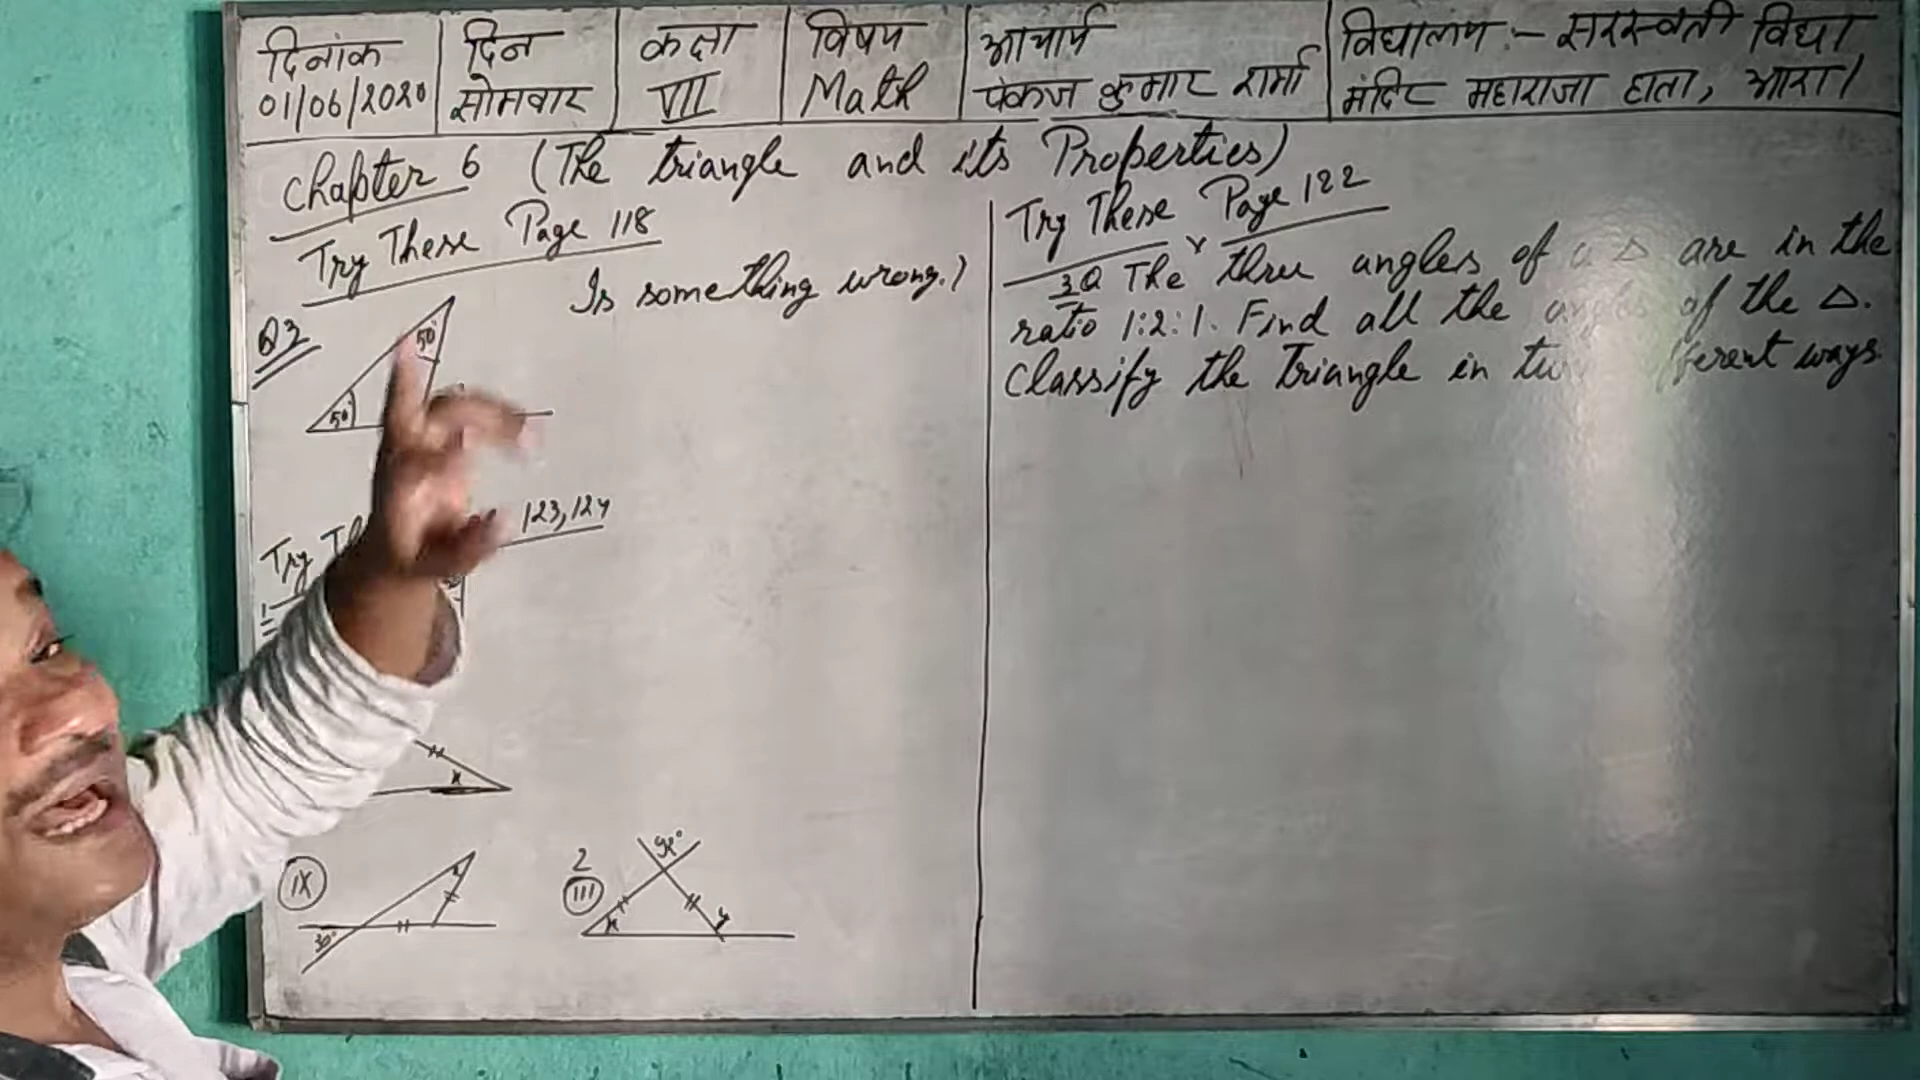 दिनांक
01/06/2020
दिन
सोमवार
कक्षा
VII
विषय
Math
आचार्य
पंकज कुमार शर्मा
विद्यालय :- सरस्वती विद्या
मंदिर महाराजा हाता, आरा।
Chapter 6 (The triangle and its Properties)
Try These Page 118
Is something wrong.?
Q3
50°
50°
Try
123, 124
x
IX
30°
x
2
III
92°
x
y
Try These Page 122
3Q The three angles of a Δ are in the
ratio 1:2:1. Find all the angles of the Δ.
Classify the Triangle in ways.